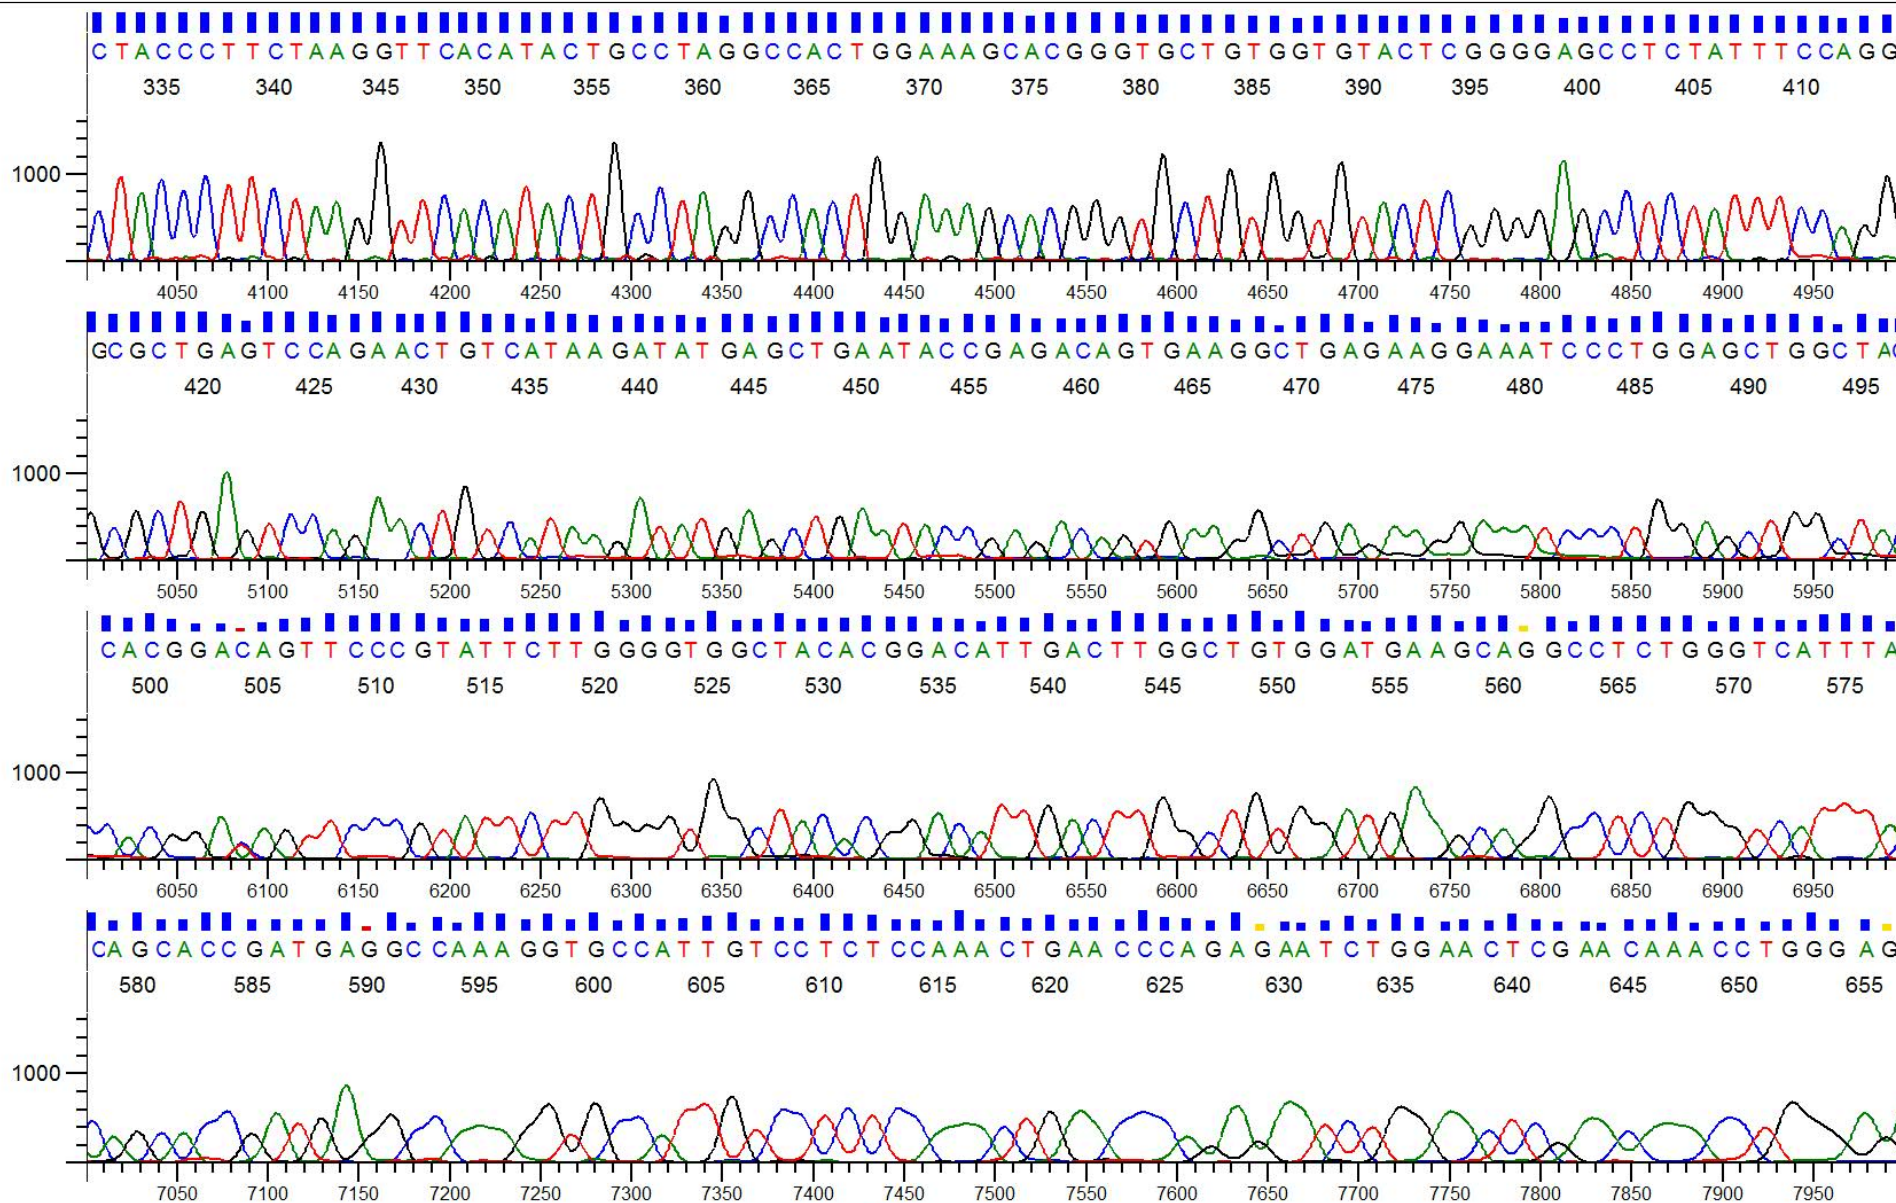 CTACCCTTCTAAGGTTCACATACTGCCTAGGCCACTGGAAAGCACGGGTGCTGTGGTGTACTCGGGGAGCCTCTATTTCCAGG
335 340 345 350 355 360 365 370 375 380 385 390 395 400 405 410
1000
4050 4100 4150 4200 4250 4300 4350 4400 4450 4500 4550 4600 4650 4700 4750 4800 4850 4900 4950
GCGCTGAGTCCAGAACTGTCATAAGATATGAGCTGAATACCGAGACAGTGAAGGCTGAGAAGGAAATCCCTGGAGCTGGCTAC
420 425 430 435 440 445 450 455 460 465 470 475 480 485 490 495
1000
5050 5100 5150 5200 5250 5300 5350 5400 5450 5500 5550 5600 5650 5700 5750 5800 5850 5900 5950
CACGGACAGTTCCCGTATTCTTGGGGTGGCTACACGGACATTGACTTGGCTGTGGATGAAGCAGGCCTCTGGGTCATTTA
500 505 510 515 520 525 530 535 540 545 550 555 560 565 570 575
1000
6050 6100 6150 6200 6250 6300 6350 6400 6450 6500 6550 6600 6650 6700 6750 6800 6850 6900 6950
CAGCACCGATGAGGCCAAAGGTGCCATTGTCCTCTCCAAACTGAACCCAGAGAATCTGGAACTCGAACAAACCTGGGAG
580 585 590 595 600 605 610 615 620 625 630 635 640 645 650 655
1000
7050 7100 7150 7200 7250 7300 7350 7400 7450 7500 7550 7600 7650 7700 7750 7800 7850 7900 7950